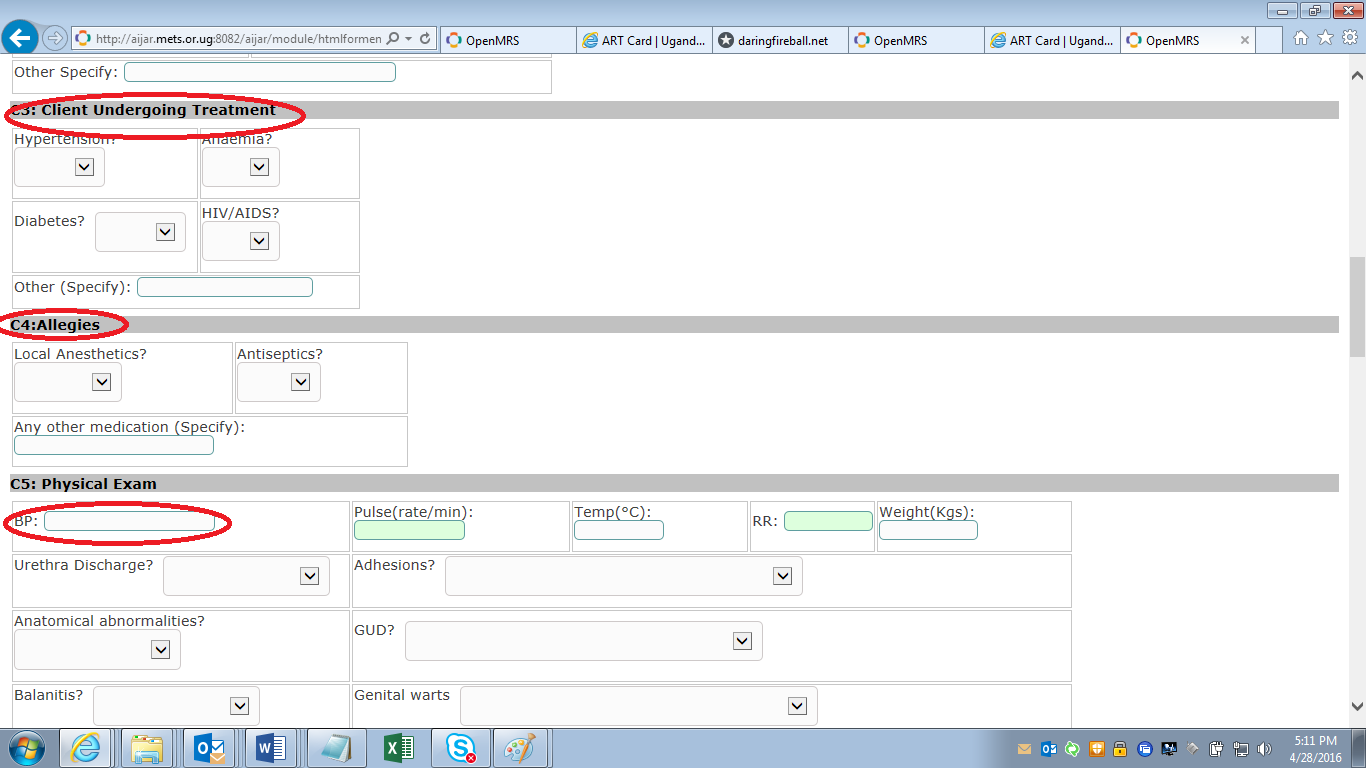 http://aijar.mets.or.ug:8082/aijar/module/htmlformen
OpenMRS
ART Card | Ugand...
daringfireball.net
OpenMRS
ART Card | Ugand...
OpenMRS
Other Specify:
C3: Client Undergoing Treatment
Hypertension? Anaemia?
Diabetes? HIV/AIDS?
Other (Specify):
C4:Allegies
Local Anesthetics? Antiseptics?
Any other medication (Specify):
C5: Physical Exam
BP: Pulse(rate/min): Temp(°C): RR: Weight(Kgs):
Urethra Discharge? Adhesions?
Anatomical abnormalities? GUD?
Balanitis? Genital warts
5:11 PM
4/28/2016